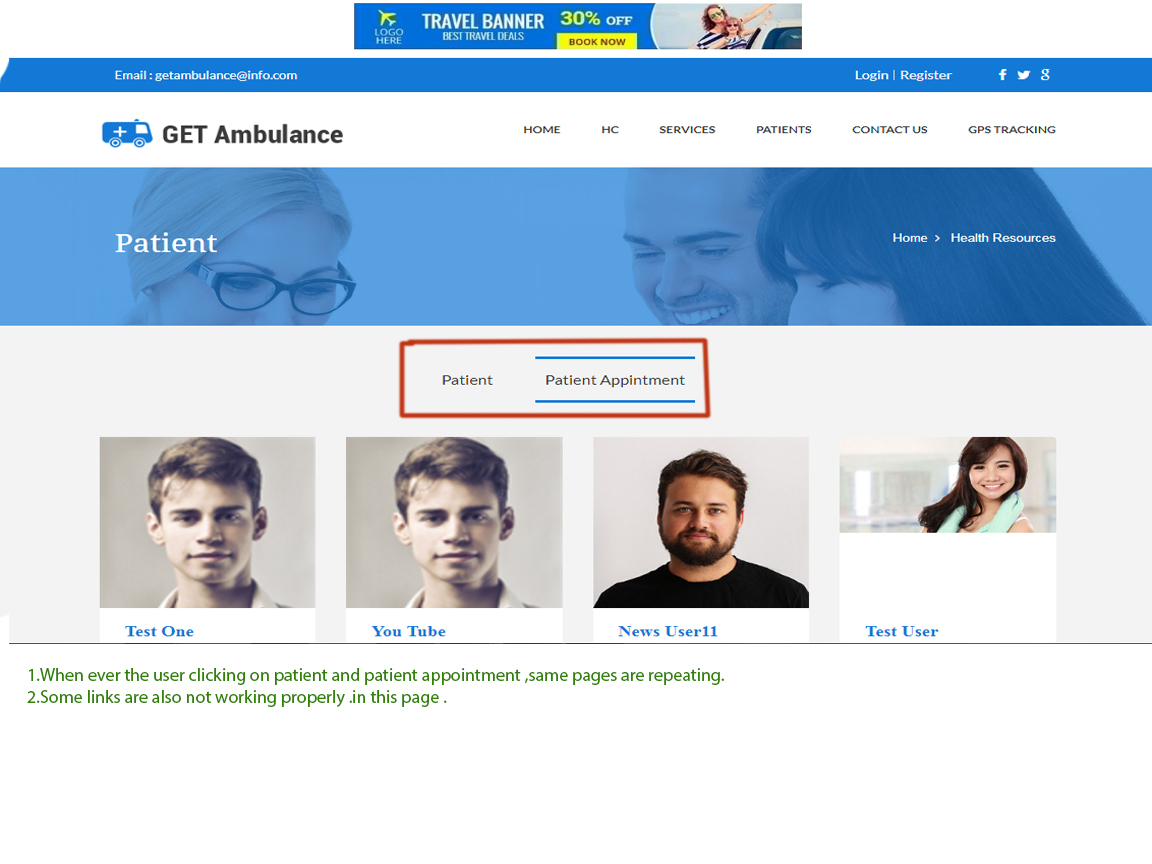 LOGO
HERE
TRAVEL BANNER
BEST TRAVEL DEALS
30% OFF
BOOK NOW
Email : getambulance@info.com
Login | Register
GET Ambulance
HOME
HC
SERVICES
PATIENTS
CONTACT US
GPS TRACKING
Patient
Home > Health Resources
Patient
Patient Appintment
Test One
You Tube
News User11
Test User
1.When ever the user clicking on patient and patient appointment ,same pages are repeating.
2.Some links are also not working properly .in this page .